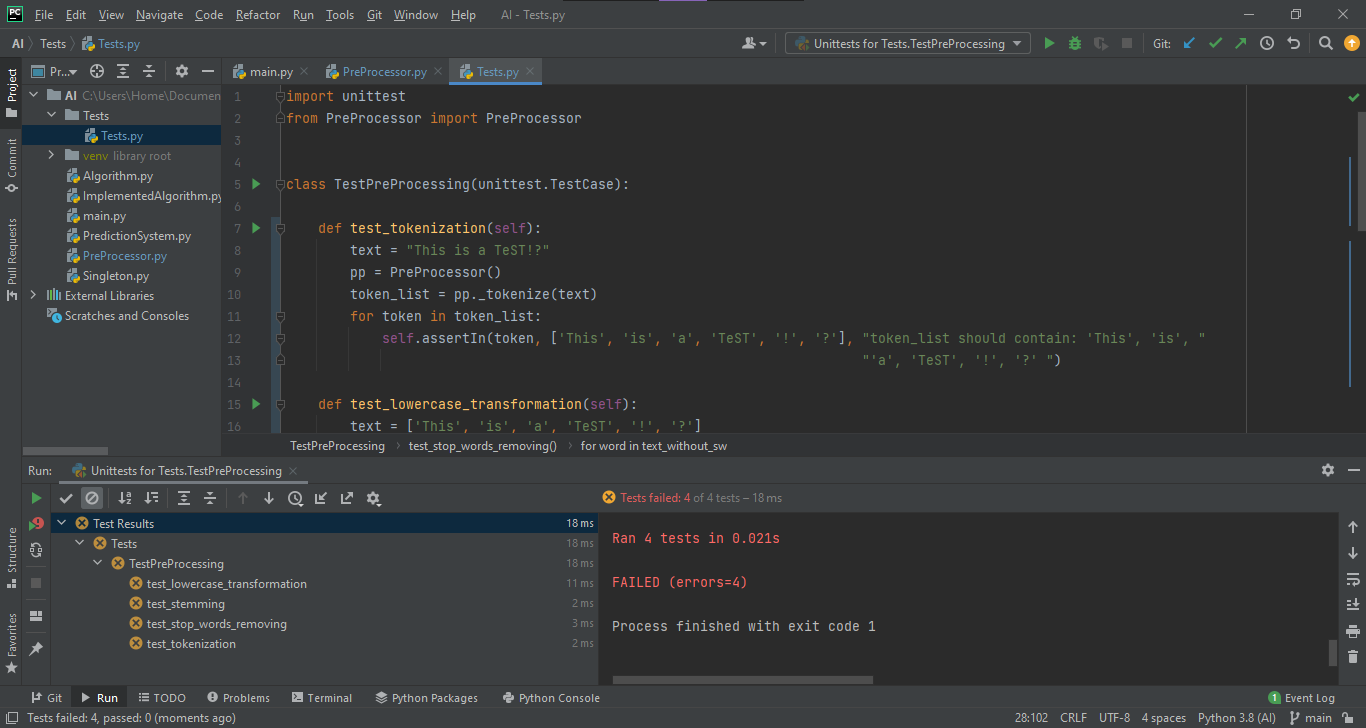 File Edit View Navigate Code Refactor Run Tools Git Window Help AI - Tests.py
AI Tests Tests.py Unittests for Tests.TestPreProcessing Git:
Project Pr... main.py PreProcessor.py Tests.py
AI C:\Users\Home\Documen
Tests
Tests.py
venv library root
Algorithm.py
ImplementedAlgorithm.py
main.py
PredictionSystem.py
PreProcessor.py
Singleton.py
External Libraries
Scratches and Consoles
Commit
Pull Requests
1 import unittest
2 from PreProcessor import PreProcessor
3
4
5 class TestPreProcessing(unittest.TestCase):
6
7 def test_tokenization(self):
8 text = "This is a TeST!?"
9 pp = PreProcessor()
10 token_list = pp._tokenize(text)
11 for token in token_list:
12 self.assertIn(token, ['This', 'is', 'a', 'TeST', '!', '?'], "token_list should contain: 'This', 'is', "
13 "'a', 'TeST', '!', '?' ")
14
15 def test_lowercase_transformation(self):
16 text = ['This', 'is', 'a', 'TeST', '!', '?']
TestPreProcessing test_stop_words_removing() for word in text_without_sw
Run: Unittests for Tests.TestPreProcessing
Tests failed: 4 of 4 tests – 18 ms
Test Results 18 ms
Tests 18 ms
TestPreProcessing 18 ms
test_lowercase_transformation 11 ms
test_stemming 2 ms
test_stop_words_removing 3 ms
test_tokenization 2 ms
Ran 4 tests in 0.021s
FAILED (errors=4)
Process finished with exit code 1
Structure
Favorites
Git Run TODO Problems Terminal Python Packages Python Console 1 Event Log
Tests failed: 4, passed: 0 (moments ago) 28:102 CRLF UTF-8 4 spaces Python 3.8 (AI) main